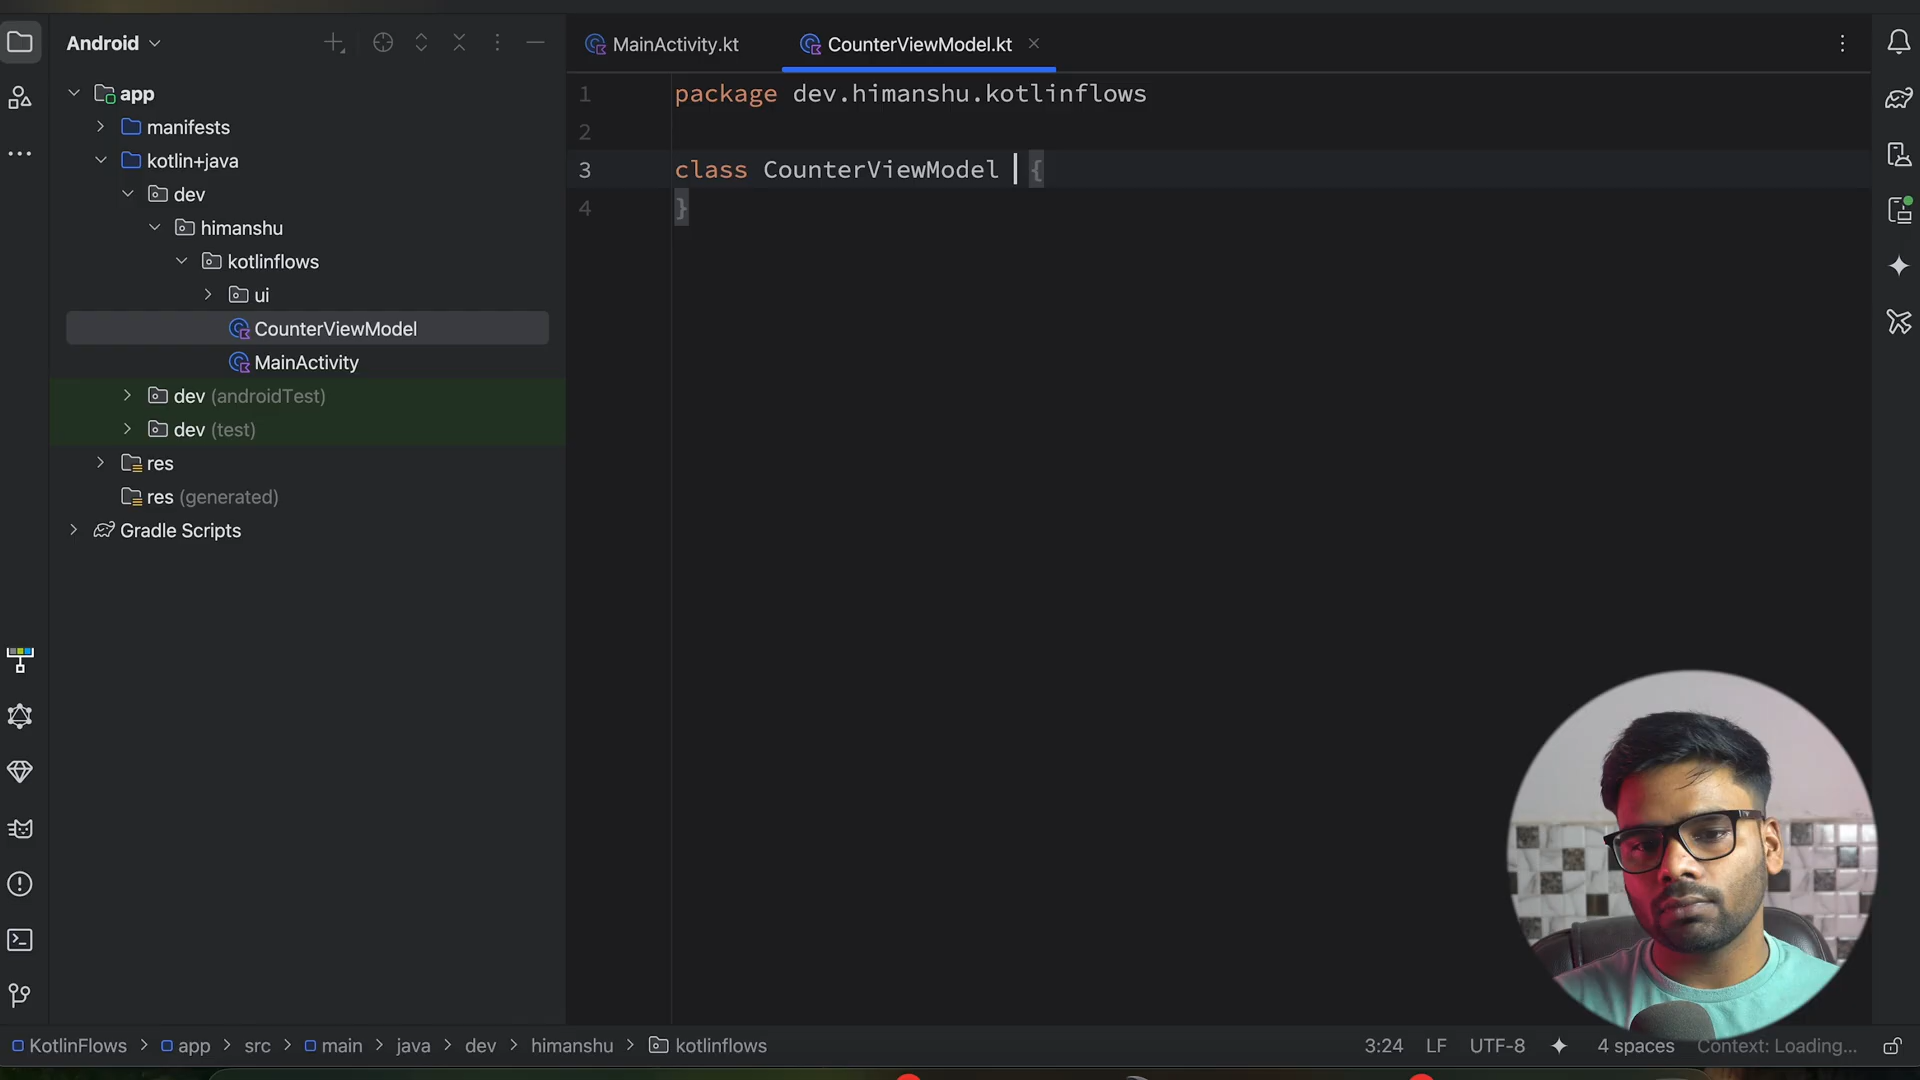 Android
MainActivity.kt
CounterViewModel.kt
app
manifests
kotlin+java
dev
himanshu
kotlinflows
ui
CounterViewModel
MainActivity
dev (androidTest)
dev (test)
res
res (generated)
Gradle Scripts
1 package dev.himanshu.kotlinflows
2
3 class CounterViewModel {
4 }
KotlinFlows > app > src > main > java > dev > himanshu > kotlinflows
3:24 LF UTF-8 4 spaces Context: Loading...